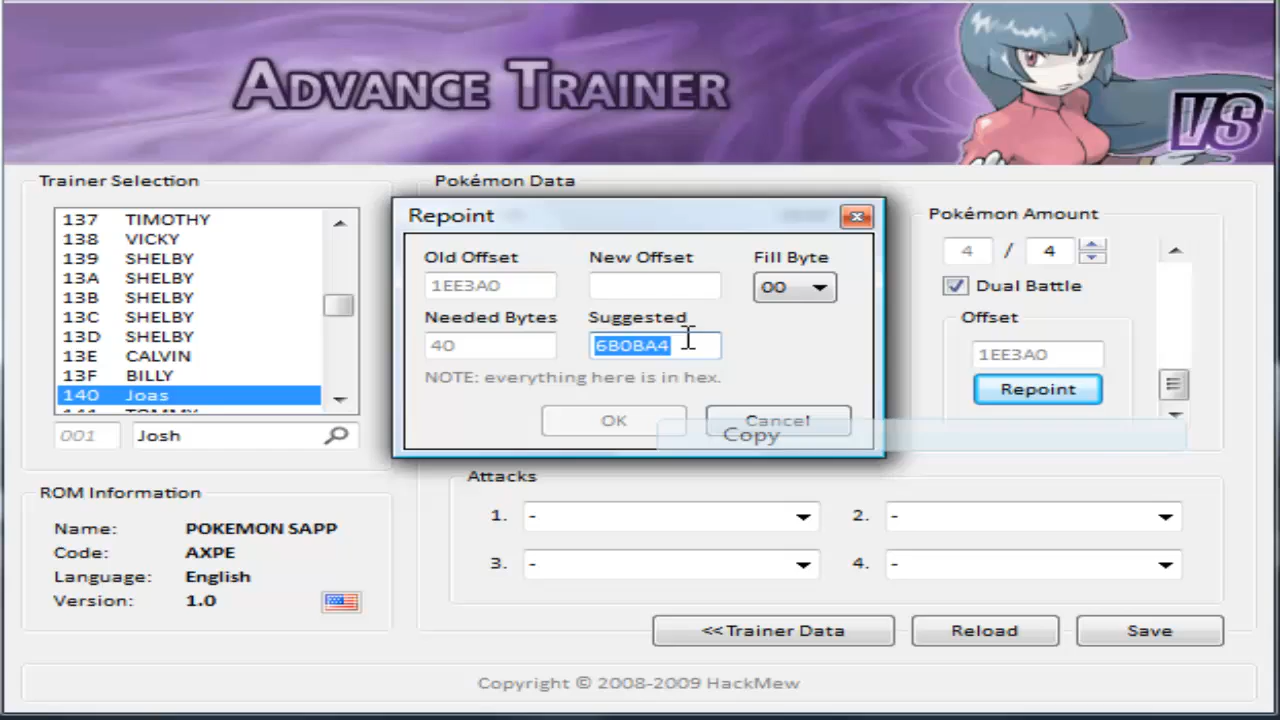 ADVANCE TRAINER
VS
Trainer Selection
137 TIMOTHY
138 VICKY
139 SHELBY
13A SHELBY
13B SHELBY
13C SHELBY
13D SHELBY
13E CALVIN
13F BILLY
140 Joas
141 TOMMY
001 Josh
ROM Information
Name: POKEMON SAPP
Code: AXPE
Language: English
Version: 1.0
Pokémon Data
Repoint
Old Offset New Offset Fill Byte
1EE3A0 00
Needed Bytes Suggested
40 6B0BA4
NOTE: everything here is in hex.
OK Cancel
Copy
Pokémon Amount
4 / 4
Dual Battle
Offset
1EE3A0
Repoint
Attacks
1. - 2. -
3. - 4. -
<<Trainer Data Reload Save
Copyright © 2008-2009 HackMew